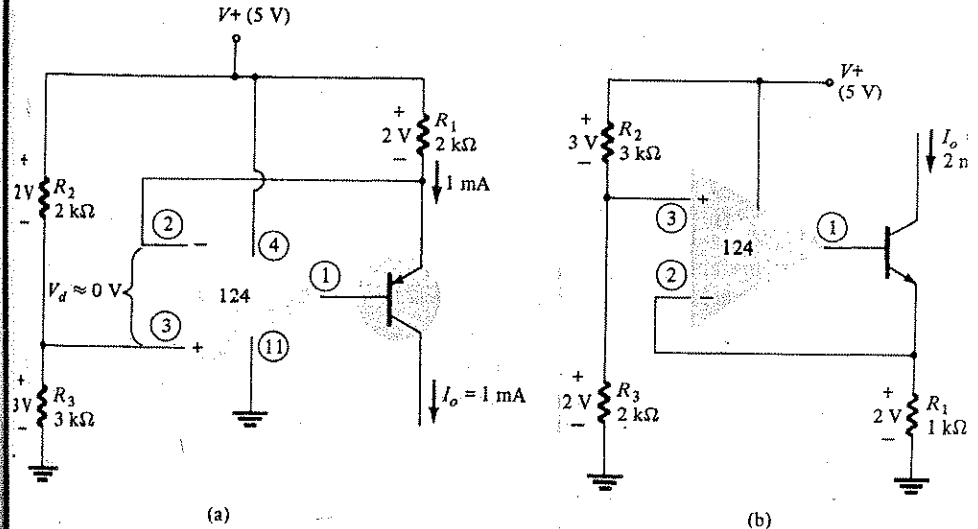 V+ (5 V)
+
2 V
−
R1
2 kΩ
1 mA
+
2V
−
R2
2 kΩ
2
−
4
Vd ≈ 0 V
124
1
3
+
11
+
3V
−
R3
3 kΩ
Io = 1 mA
(a)
V+
(5 V)
+
3 V
−
R2
3 kΩ
Io =
2 m
3
+
124
1
2
−
+
2 V
−
R3
2 kΩ
+
2 V
−
R1
1 kΩ
(b)